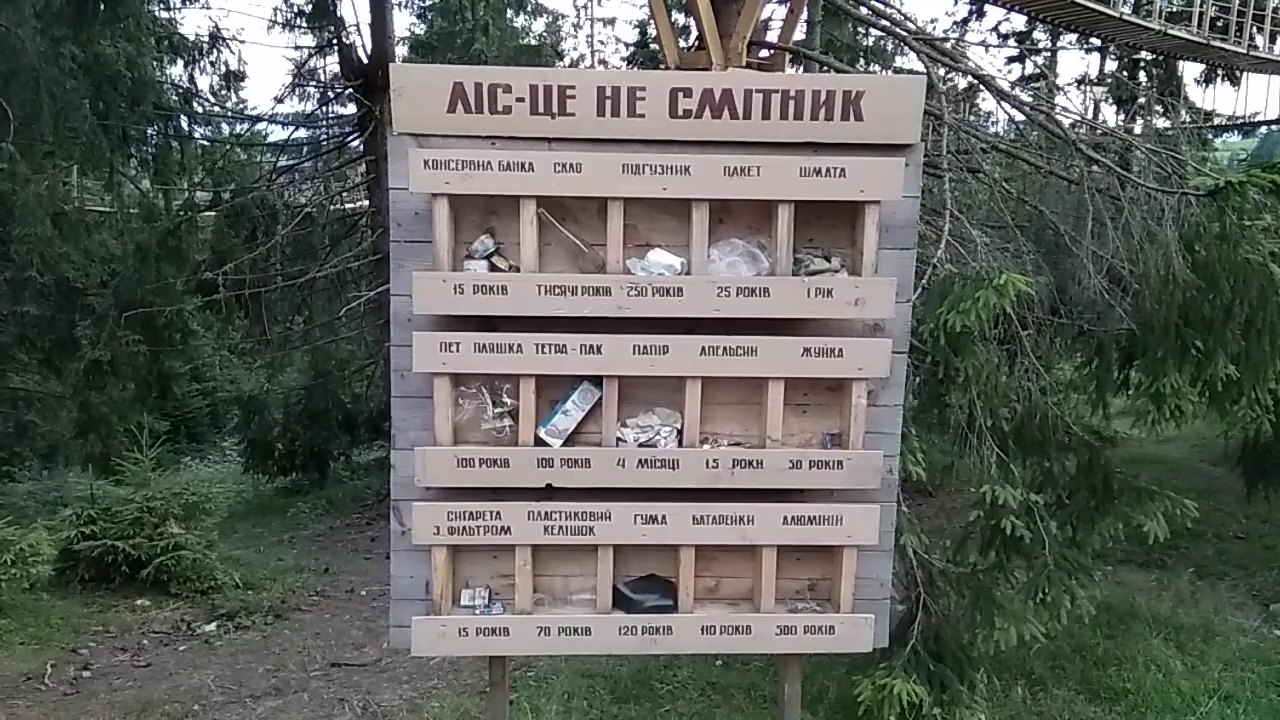 ЛІС-ЦЕ НЕ СМІТНИК
КОНСЕРВНА БАНКА СКЛО ПІДГУЗНИК ПАКЕТ ШМАТА
15 РОКІВ ТИСЯЧІ РОКІВ 250 РОКІВ 25 РОКІВ 1 РІК
ПЕТ ПЛЯШКА ТЕТРА-ПАК ПАПІР АПЕЛЬСИН ЖУЙКА
100 РОКІВ 100 РОКІВ 4 МІСЯЦІ 1.5 РОКИ 30 РОКІВ
СИГАРЕТА ПЛАСТИКОВИЙ ГУМА БАТАРЕЙКИ АЛЮМІНІЙ
З ФІЛЬТРОМ КЕЛІШОК
15 РОКІВ 70 РОКІВ 120 РОКІВ 110 РОКІВ 500 РОКІВ